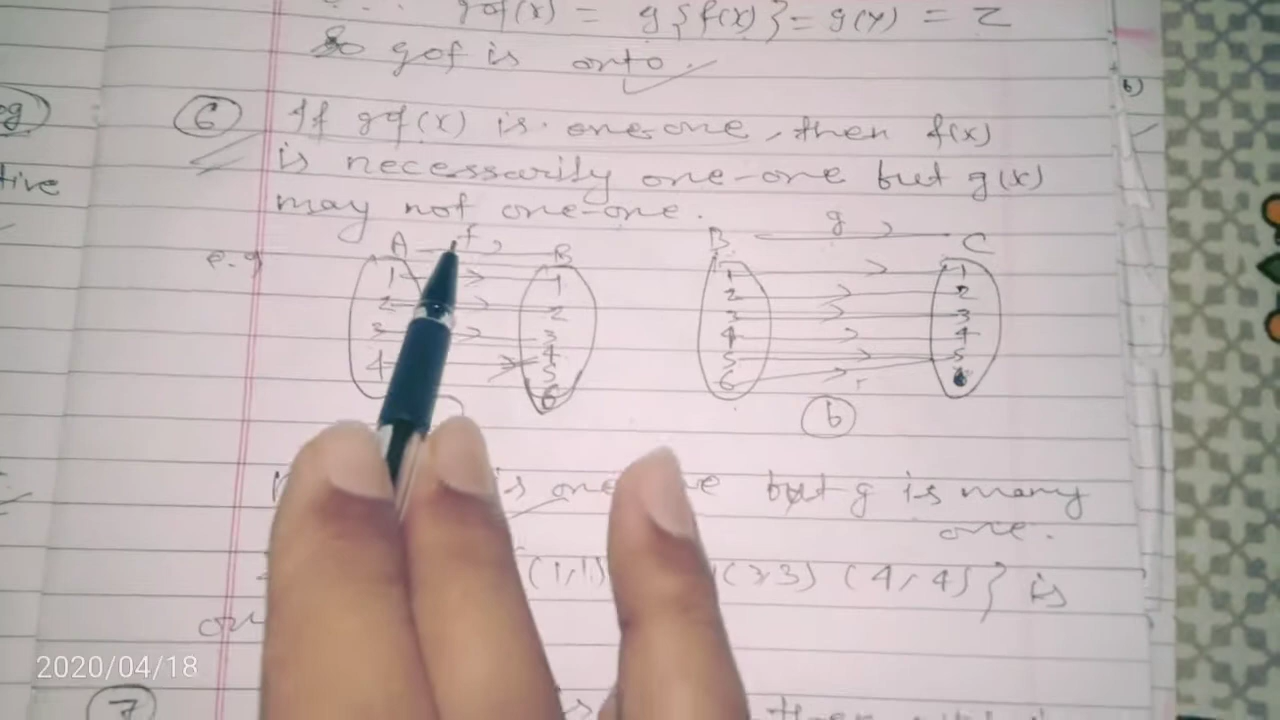 gof(x) = g{f(x)} = g(y) = z
So gof is onto.
6 If gof(x) is one-one, then f(x)
is necessarily one-one but g(x)
may not one-one.
e.g
A f B
1 1
2 2
3 3
4 4
5
6
B g C
1 1
2 2
3 3
4 4
5 5
6 6
b
is one but g is many
one.
(1,1) (3,3) (4,4)} is
7
tive
b)
2020/04/18